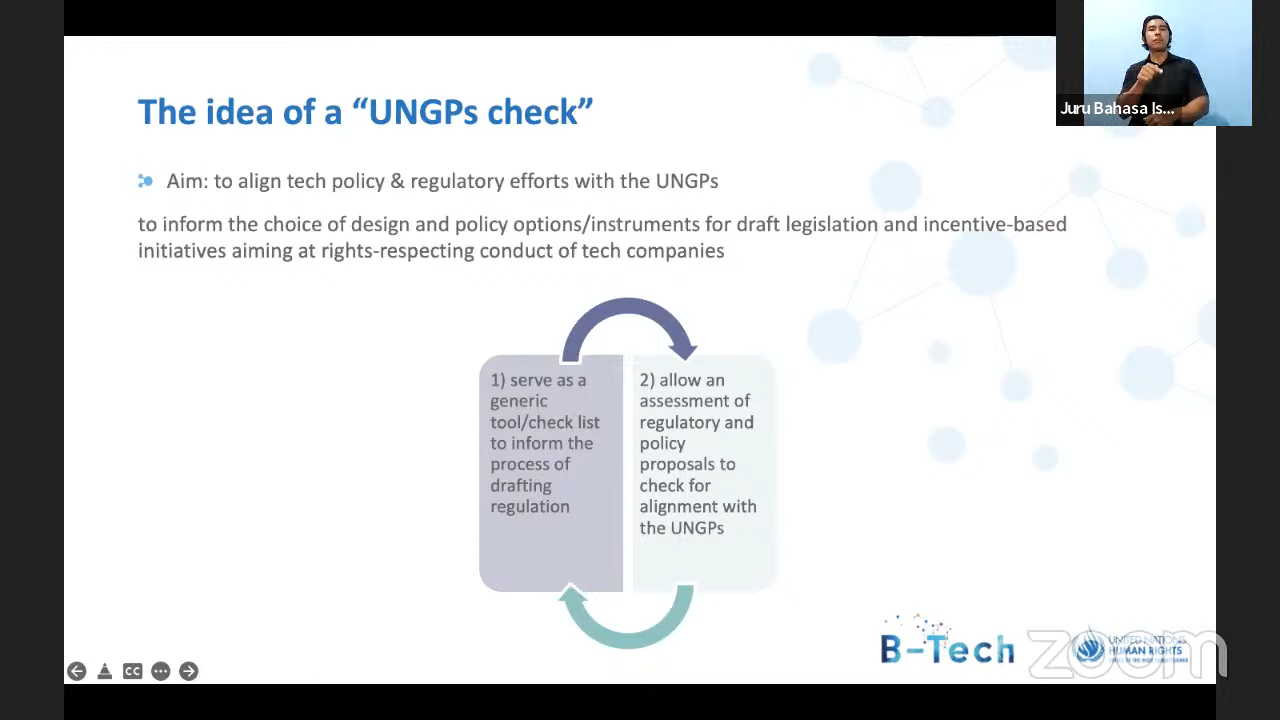 The idea of a “UNGPs check”
Juru Bahasa Is...
Aim: to align tech policy & regulatory efforts with the UNGPs
to inform the choice of design and policy options/instruments for draft legislation and incentive-based
initiatives aiming at rights-respecting conduct of tech companies
1) serve as a
generic
tool/check list
to inform the
process of
drafting
regulation
2) allow an
assessment of
regulatory and
policy
proposals to
check for
alignment with
the UNGPs
CC
B-Tech
zoom
UNITED NATIONS
HUMAN RIGHTS